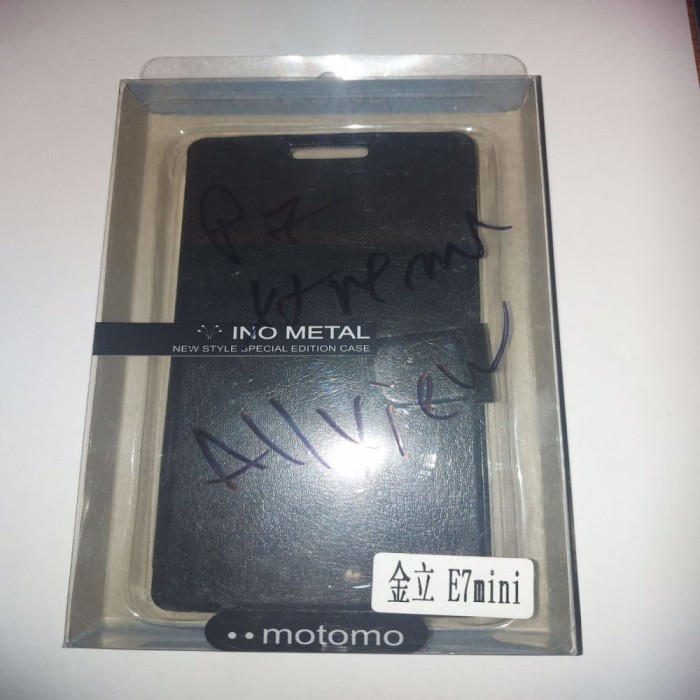 P7
xtreme
INO METAL
NEW STYLE SPECIAL EDITION CASE
Allview
金立 E7mini
motomo